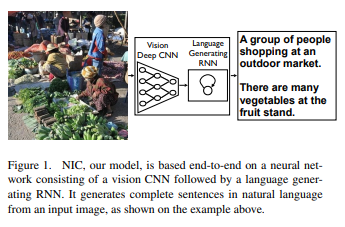 Vision
Deep CNN
Language
Generating
RNN
A group of people
shopping at an
outdoor market.
There are many
vegetables at the
fruit stand.
Figure 1. NIC, our model, is based end-to-end on a neural net-
work consisting of a vision CNN followed by a language gener-
ating RNN. It generates complete sentences in natural language
from an input image, as shown on the example above.